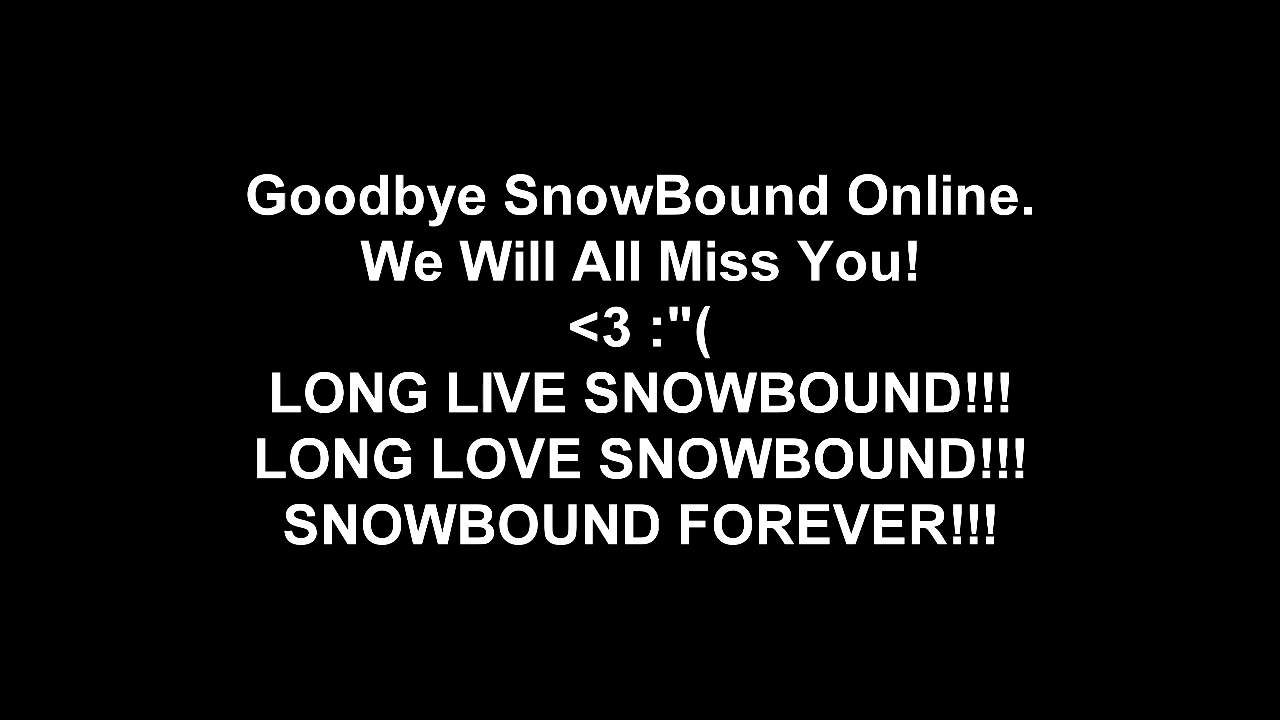 Goodbye SnowBound Online.
We Will All Miss You!
<3 :"(
LONG LIVE SNOWBOUND!!!
LONG LOVE SNOWBOUND!!!
SNOWBOUND FOREVER!!!